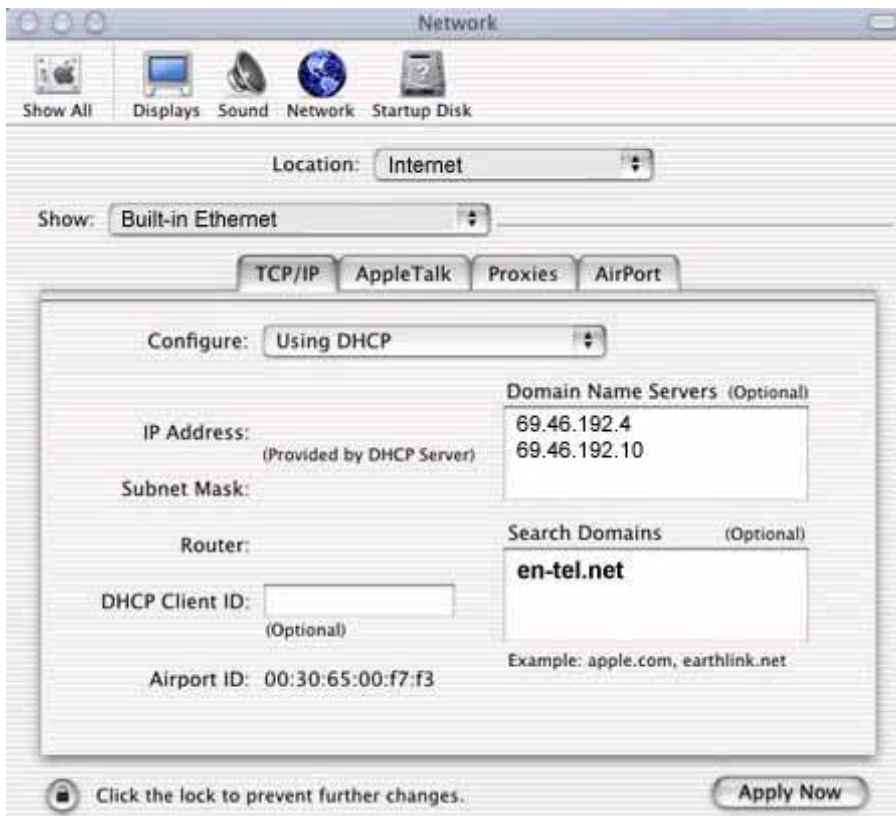 Network
Show All Displays Sound Network Startup Disk
Location: Internet
Show: Built-in Ethernet
TCP/IP AppleTalk Proxies AirPort
Configure: Using DHCP
Domain Name Servers (Optional)
69.46.192.4
IP Address:
69.46.192.10
(Provided by DHCP Server)
Subnet Mask:
Search Domains (Optional)
Router:
en-tel.net
DHCP Client ID:
(Optional)
Example: apple.com, earthlink.net
Airport ID: 00:30:65:00:f7:f3
Click the lock to prevent further changes.
Apply Now